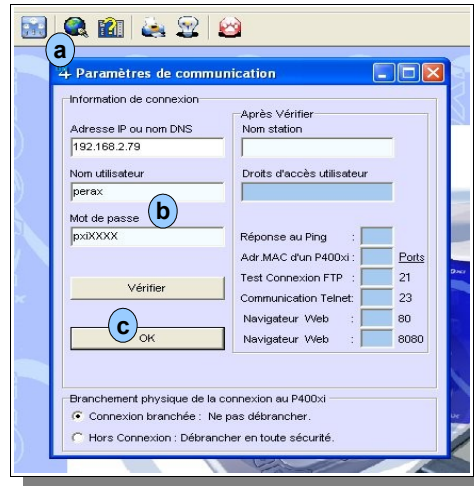 a
Paramètres de communication
Information de connexion
Adresse IP ou nom DNS
192.168.2.79
Nom utilisateur
perax
Mot de passe
b
pxiXXXX
Vérifier
c
OK
Après Vérifier
Nom station
Droits d'accès utilisateur
Réponse au Ping :
Adr.MAC d'un P400xi : Ports
Test Connexion FTP : 21
Communication Telnet: 23
Navigateur Web : 80
Navigateur Web : 8080
Branchement physique de la connexion au P400xi
Connexion branchée : Ne pas débrancher.
Hors Connexion : Débrancher en toute sécurité.